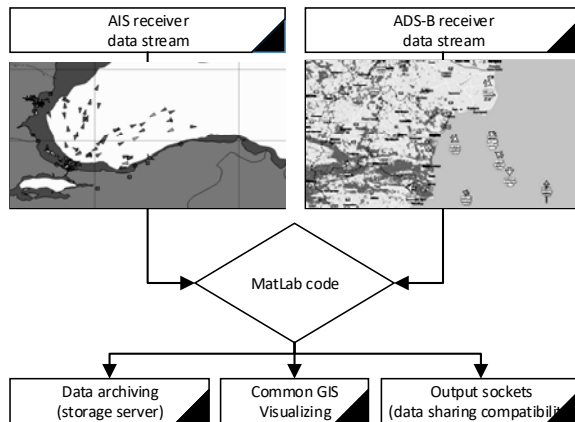 AIS receiver
data stream
ADS-B receiver
data stream
MatLab code
Data archiving
(storage server)
Common GIS
Visualizing
Output sockets
(data sharing compatibilit